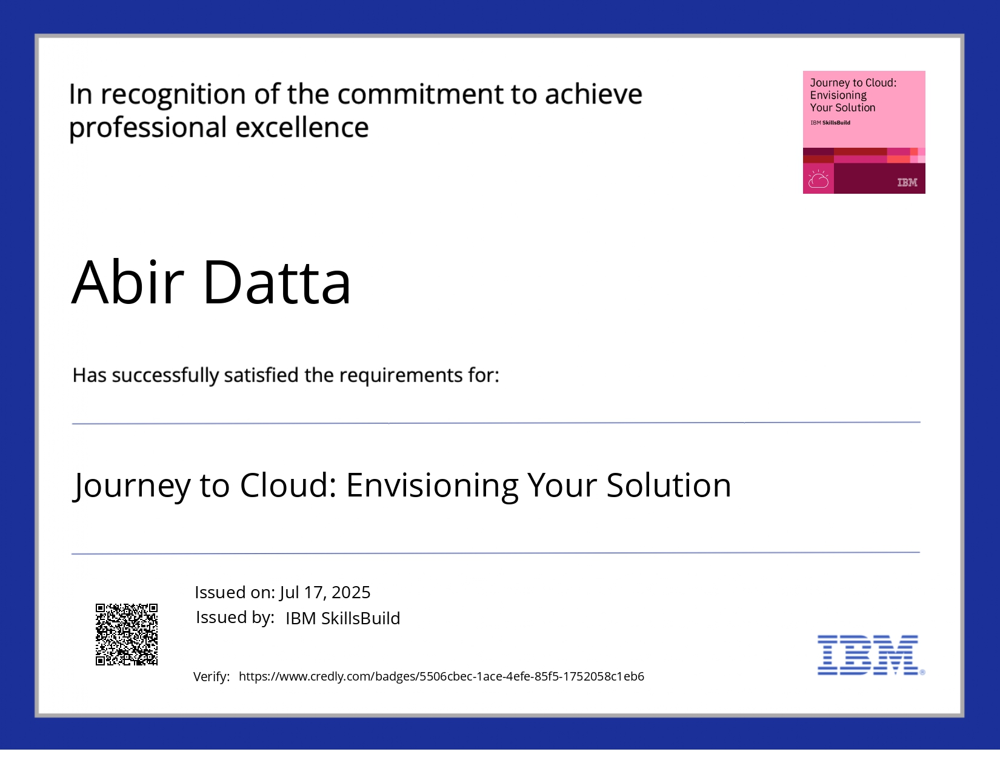 In recognition of the commitment to achieve
professional excellence
Journey to Cloud:
Envisioning
Your Solution
IBM SkillsBuild
IBM
Abir Datta
Has successfully satisfied the requirements for:
Journey to Cloud: Envisioning Your Solution
Issued on: Jul 17, 2025
Issued by: IBM SkillsBuild
Verify: https://www.credly.com/badges/5506cbec-1ace-4efe-85f5-1752058c1eb6
IBM®